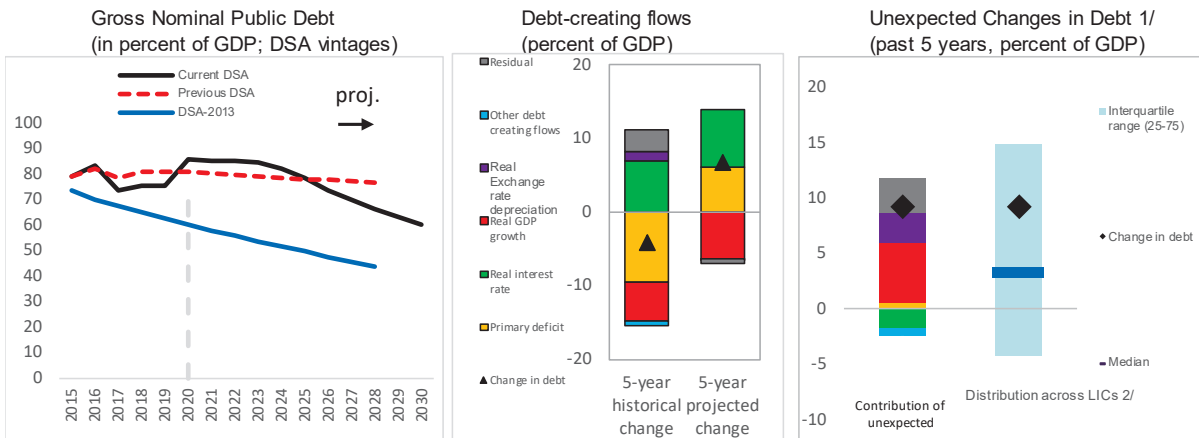 Gross Nominal Public Debt
(in percent of GDP; DSA vintages)
Current DSA
Previous DSA
DSA-2013
proj.
100
90
80
70
60
50
40
30
20
10
0
2015
2016
2017
2018
2019
2020
2021
2022
2023
2024
2025
2026
2027
2028
2029
2030
Debt-creating flows
(percent of GDP)
Residual
Other debt
creating flows
Real
Exchange rate
depreciation
Real GDP
growth
Real interest
rate
Primary deficit
Change in debt
20
10
0
-10
-20
5-year
historical
change
5-year
projected
change
Unexpected Changes in Debt 1/
(past 5 years, percent of GDP)
20
15
10
5
0
-5
-10
Interquartile
range (25-75)
Change in debt
Median
Contribution of
unexpected
Distribution across LICs 2/